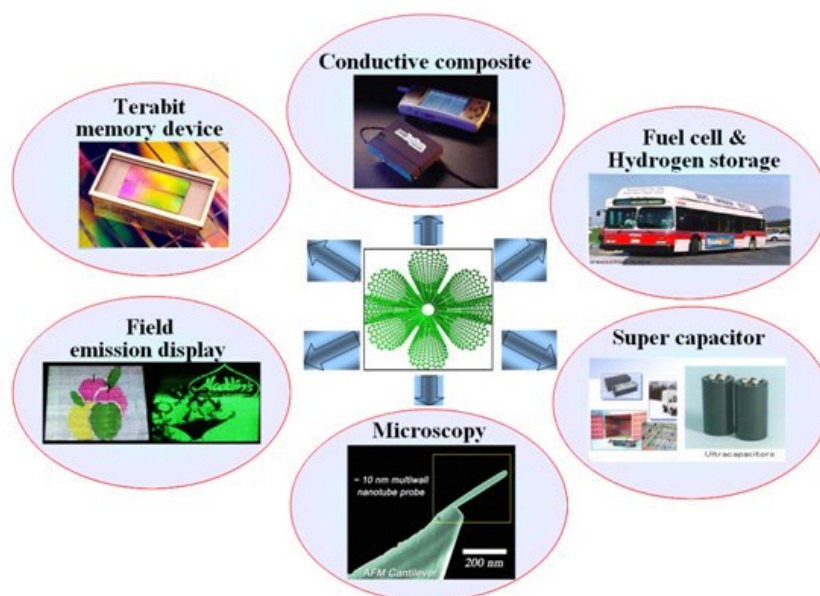 Conductive composite
Terabit
memory device
Fuel cell &
Hydrogen storage
Field
emission display
Aladdin's
Super capacitor
Ultracapacitors
Microscopy
~ 10 nm multiwall
nanotube probe
200 nm
AFM Cantilever